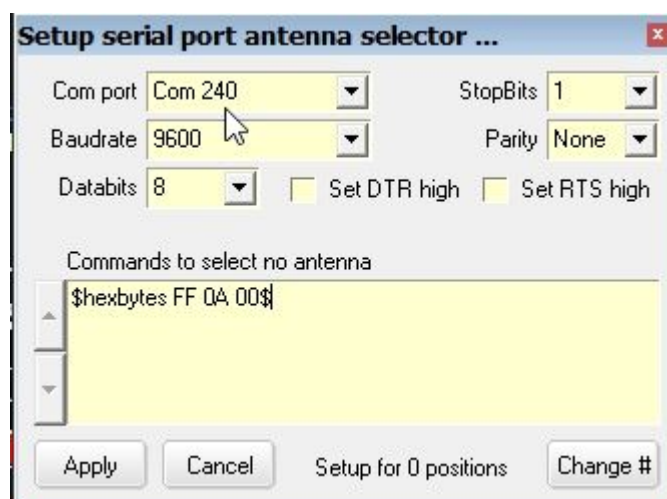 Setup serial port antenna selector ...
Com port Com 240 StopBits 1
Baudrate 9600 Parity None
Databits 8 Set DTR high Set RTS high
Commands to select no antenna
$hexbytes FF 0A 00$
Apply Cancel Setup for 0 positions Change #